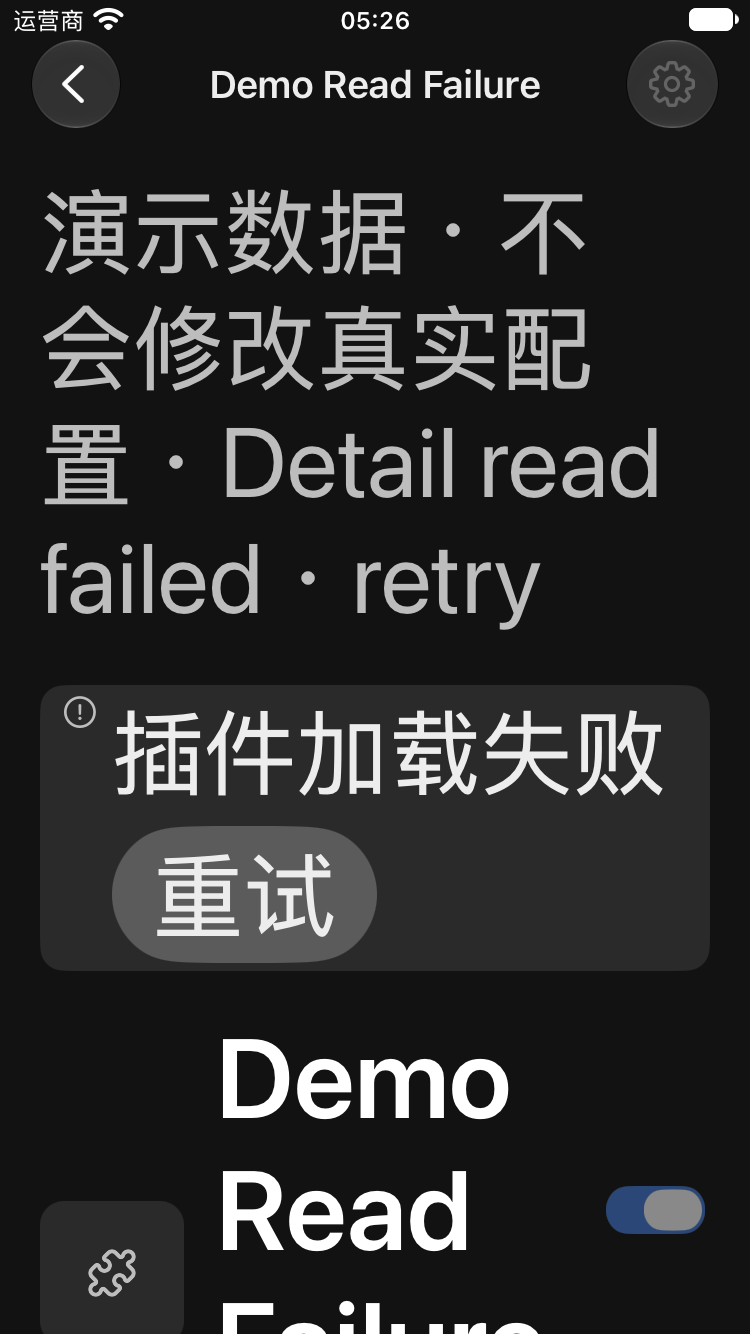 运营商
05:26
Demo Read Failure
演示数据 · 不
会修改真实配
置 · Detail read
failed · retry
插件加载失败
重试
Demo
Read
Failure